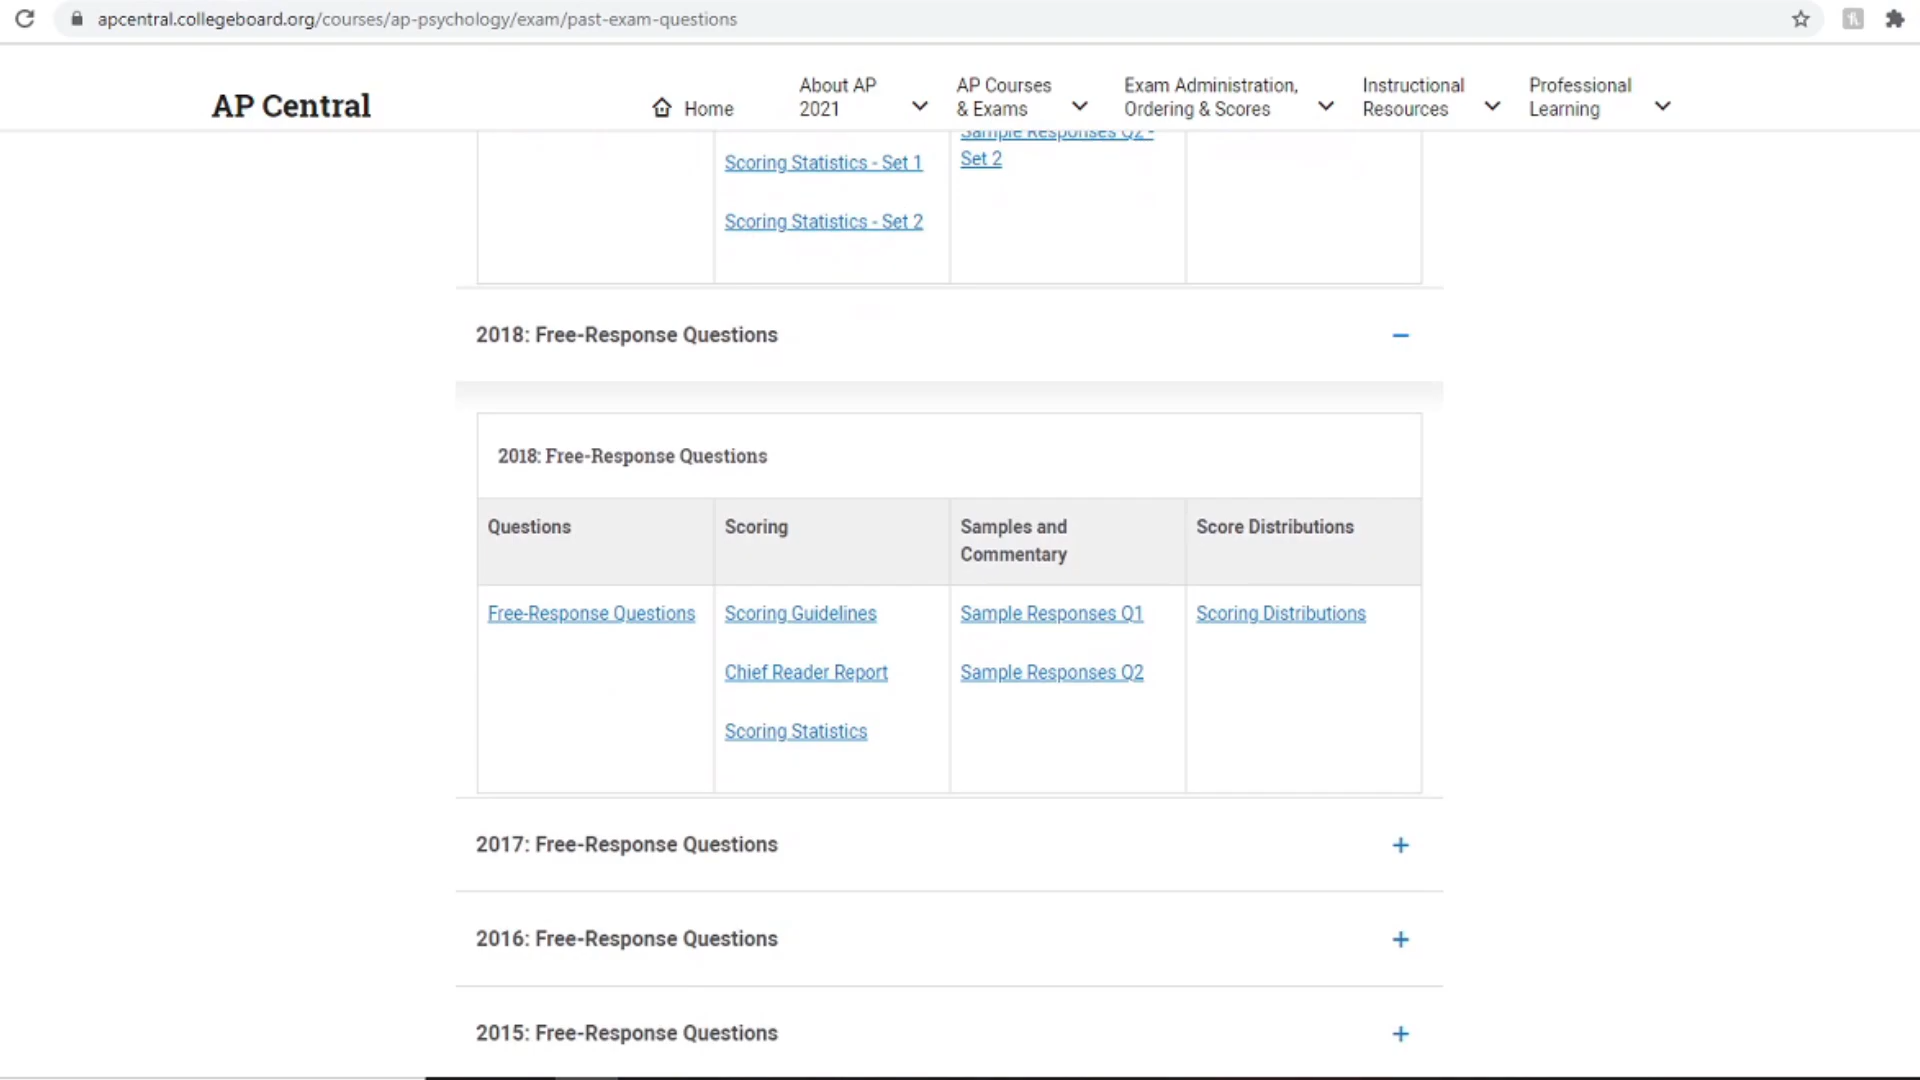 apcentral.collegeboard.org/courses/ap-psychology/exam/past-exam-questions
AP Central
Home
About AP
2021
AP Courses
& Exams
Exam Administration,
Ordering & Scores
Instructional
Resources
Professional
Learning
Scoring Statistics - Set 1
Scoring Statistics - Set 2
Sample Responses Q2 -
Set 2
2018: Free-Response Questions
2018: Free-Response Questions
Questions
Scoring
Samples and
Commentary
Score Distributions
Free-Response Questions
Scoring Guidelines
Chief Reader Report
Scoring Statistics
Sample Responses Q1
Sample Responses Q2
Scoring Distributions
2017: Free-Response Questions
2016: Free-Response Questions
2015: Free-Response Questions